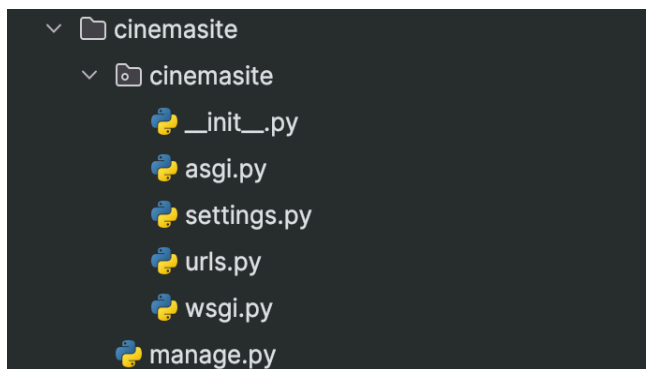 cinemasite
cinemasite
__init__.py
asgi.py
settings.py
urls.py
wsgi.py
manage.py